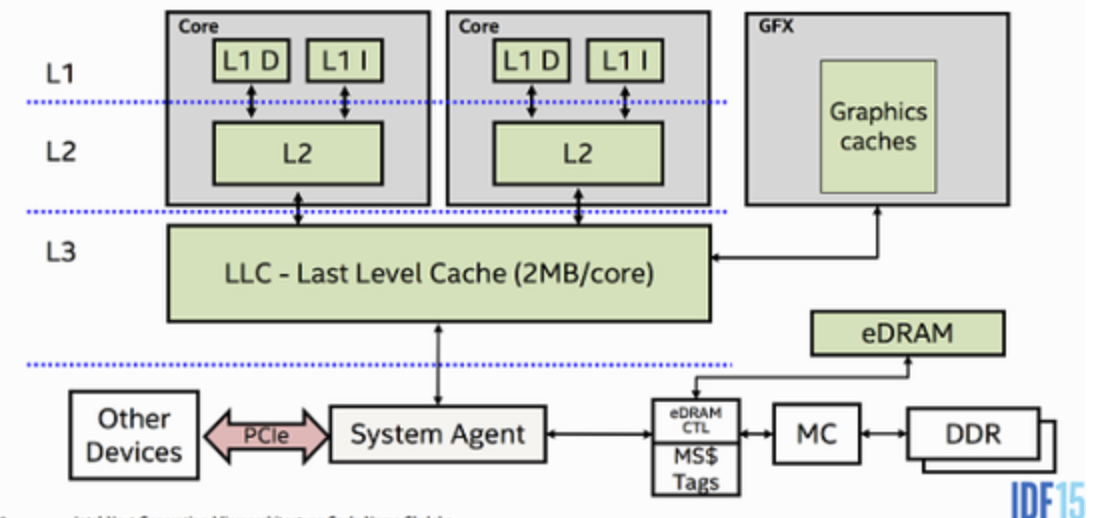 Core
Core
GFX
L1
L1 D
L1 I
L1 D
L1 I
Graphics
caches
L2
L2
L2
L3
LLC - Last Level Cache (2MB/core)
eDRAM
Other
Devices
PCIe
System Agent
eDRAM
CTL
MS$
Tags
MC
DDR
IDF15